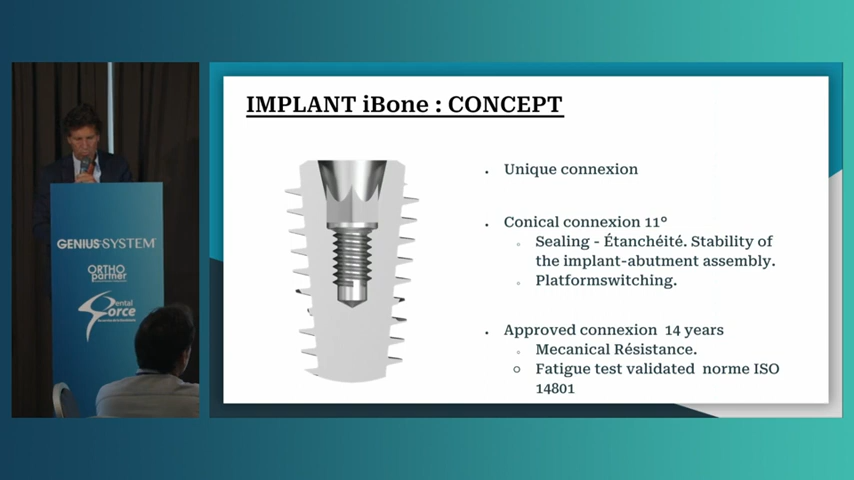 IMPLANT iBone : CONCEPT
Unique connexion
Conical connexion 11°
Sealing - Étanchéité. Stability of
the implant-abutment assembly.
Platformswitching.
Approved connexion 14 years
Mecanical Résistance.
Fatigue test validated norme ISO
14801
GENIUS SYSTEM
ORTHO
partner
Dental
Force